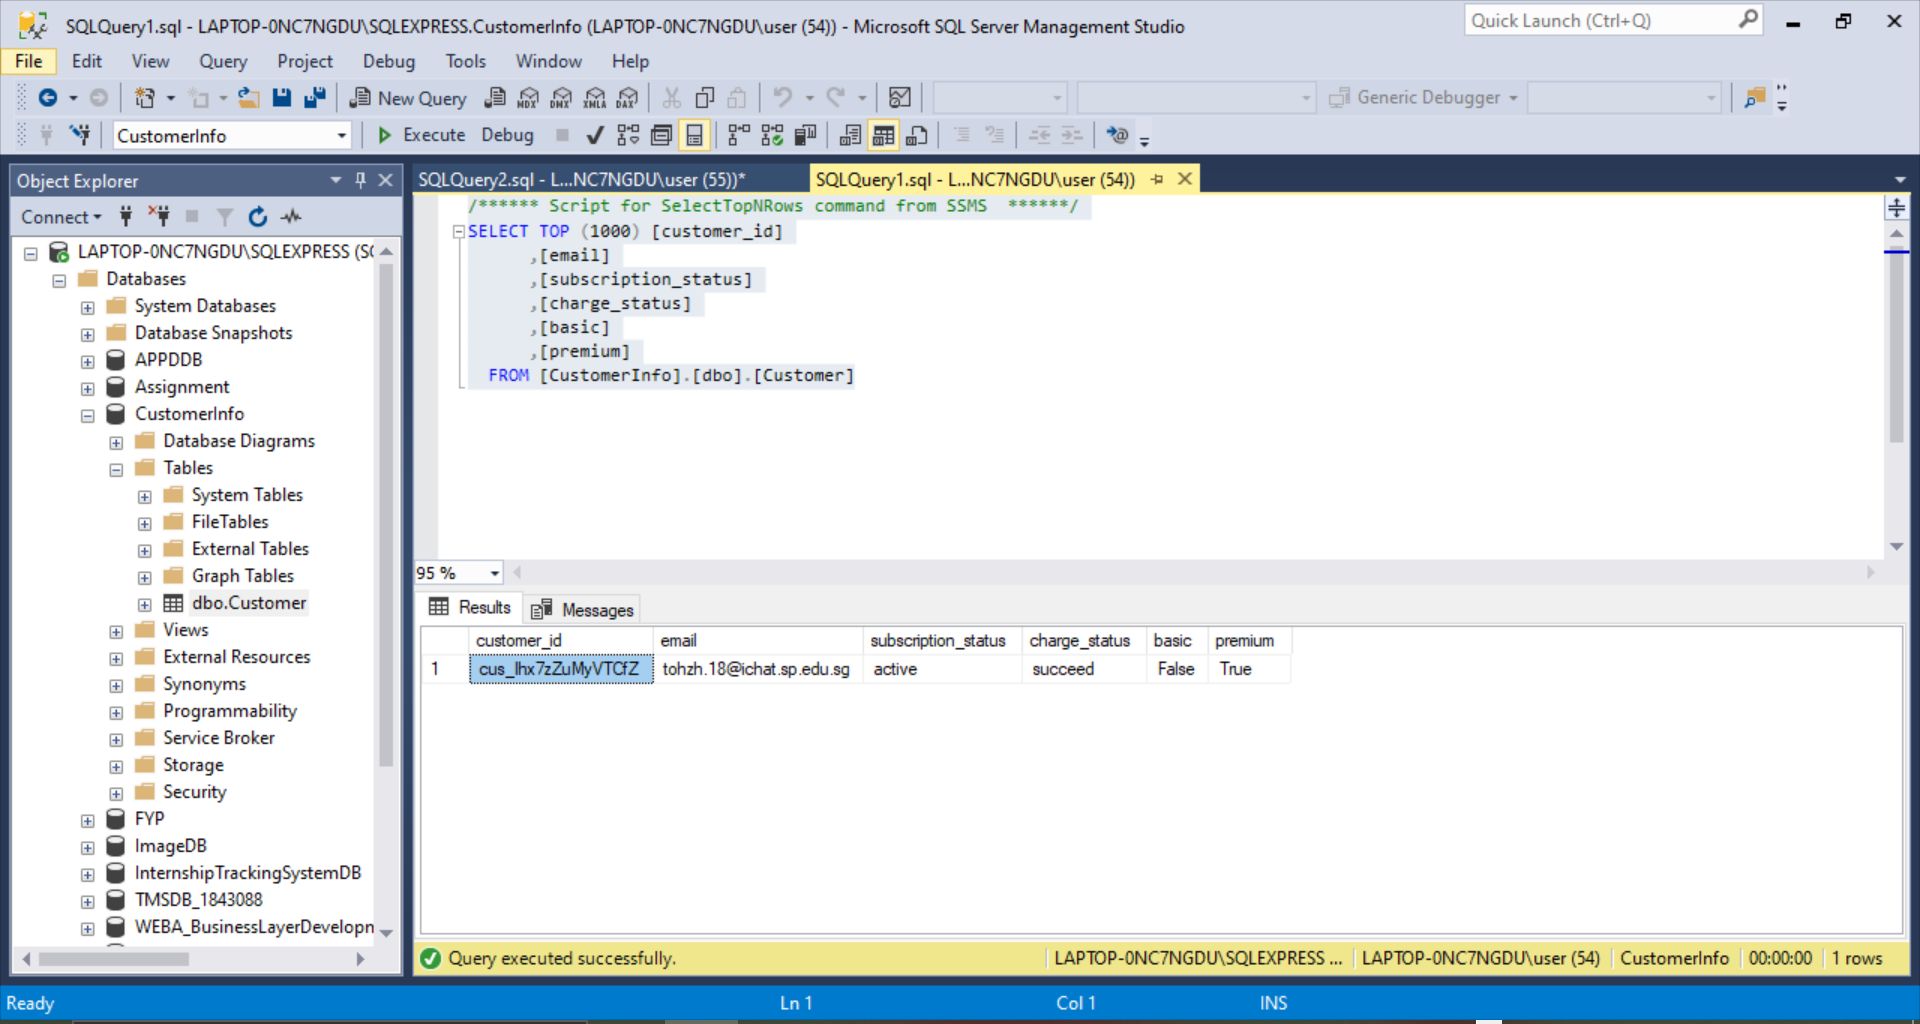 SQLQuery1.sql - LAPTOP-0NC7NGDU\SQLEXPRESS.CustomerInfo (LAPTOP-0NC7NGDU\user (54)) - Microsoft SQL Server Management Studio
Quick Launch (Ctrl+Q)
File Edit View Query Project Debug Tools Window Help
New Query MDX DMX XMLA DAX Generic Debugger
CustomerInfo Execute Debug
Object Explorer
Connect
LAPTOP-0NC7NGDU\SQLEXPRESS (S
Databases
System Databases
Database Snapshots
APPDDB
Assignment
CustomerInfo
Database Diagrams
Tables
System Tables
FileTables
External Tables
Graph Tables
dbo.Customer
Views
External Resources
Synonyms
Programmability
Service Broker
Storage
Security
FYP
ImageDB
InternshipTrackingSystemDB
TMSDB_1843088
WEBA_BusinessLayerDevelopn
SQLQuery2.sql - L...NC7NGDU\user (55))*
SQLQuery1.sql - L...NC7NGDU\user (54))
/****** Script for SelectTopNRows command from SSMS ******/
SELECT TOP (1000) [customer_id]
,[email]
,[subscription_status]
,[charge_status]
,[basic]
,[premium]
FROM [CustomerInfo].[dbo].[Customer]
95 %
Results Messages
customer_id email subscription_status charge_status basic premium
1 cus_Ihx7zZuMyVTCfZ tohzh.18@ichat.sp.edu.sg active succeed False True
Query executed successfully.
LAPTOP-0NC7NGDU\SQLEXPRESS ... LAPTOP-0NC7NGDU\user (54) CustomerInfo 00:00:00 1 rows
Ready Ln 1 Col 1 INS